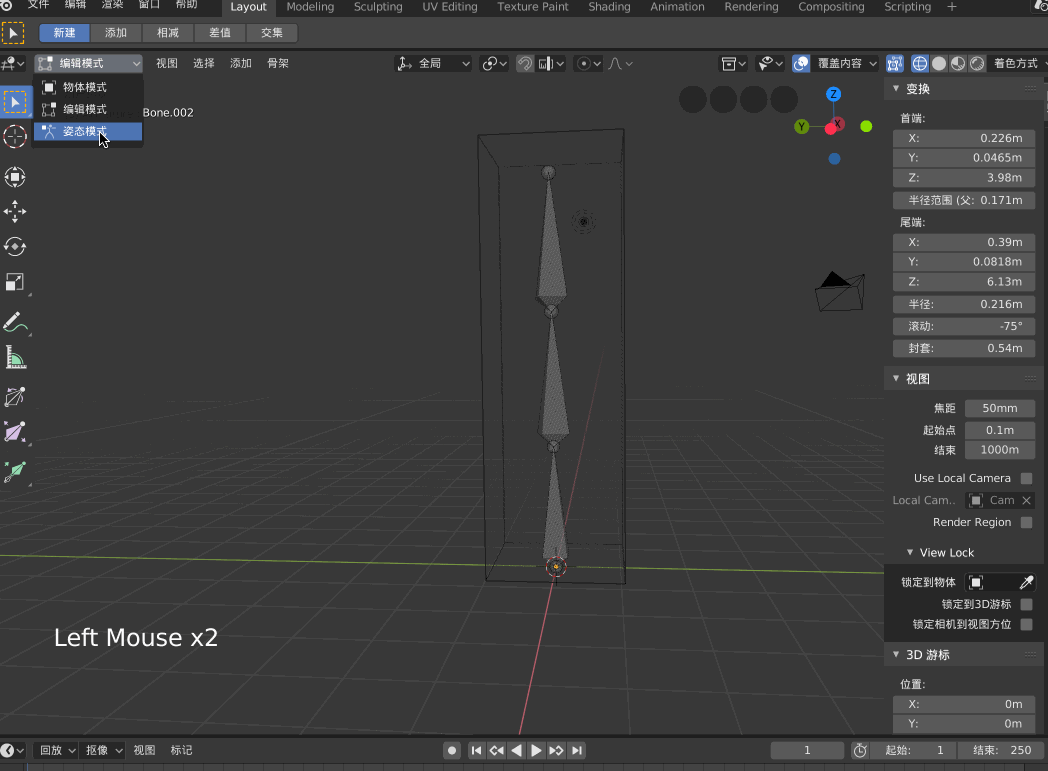 文件 编辑 渲染 窗口 帮助 Layout Modeling Sculpting UV Editing Texture Paint Shading Animation Rendering Compositing Scripting +
新建 添加 相减 差值 交集
编辑模式 视图 选择 添加 骨架 全局 覆盖内容 着色方式
物体模式
编辑模式
姿态模式
Bone.002
Z
Y
X
变换
首端:
X: 0.226m
Y: 0.0465m
Z: 3.98m
半径范围 (父: 0.171m
尾端:
X: 0.39m
Y: 0.0818m
Z: 6.13m
半径: 0.216m
滚动: -75°
封套: 0.54m
视图
焦距 50mm
起始点 0.1m
结束 1000m
Use Local Camera
Local Cam.. Cam
Render Region
View Lock
锁定到物体
锁定到3D游标
锁定相机到视图方位
3D 游标
位置:
X: 0m
Y: 0m
Left Mouse x2
回放 抠像 视图 标记 1 起始: 1 结束: 250